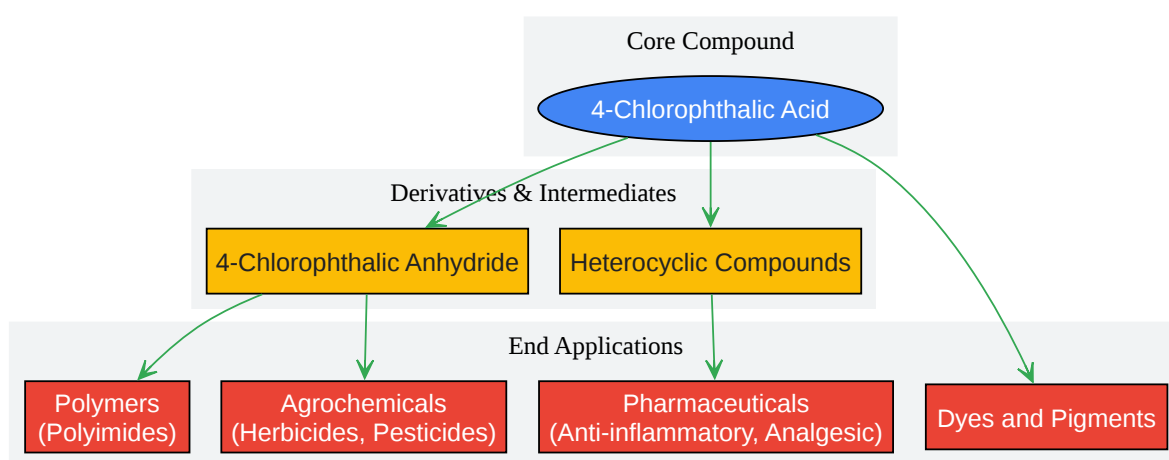 Core Compound
4-Chlorophthalic Acid
Derivatives & Intermediates
4-Chlorophthalic Anhydride
Heterocyclic Compounds
End Applications
Polymers
(Polyimides)
Agrochemicals
(Herbicides, Pesticides)
Pharmaceuticals
(Anti-inflammatory, Analgesic)
Dyes and Pigments